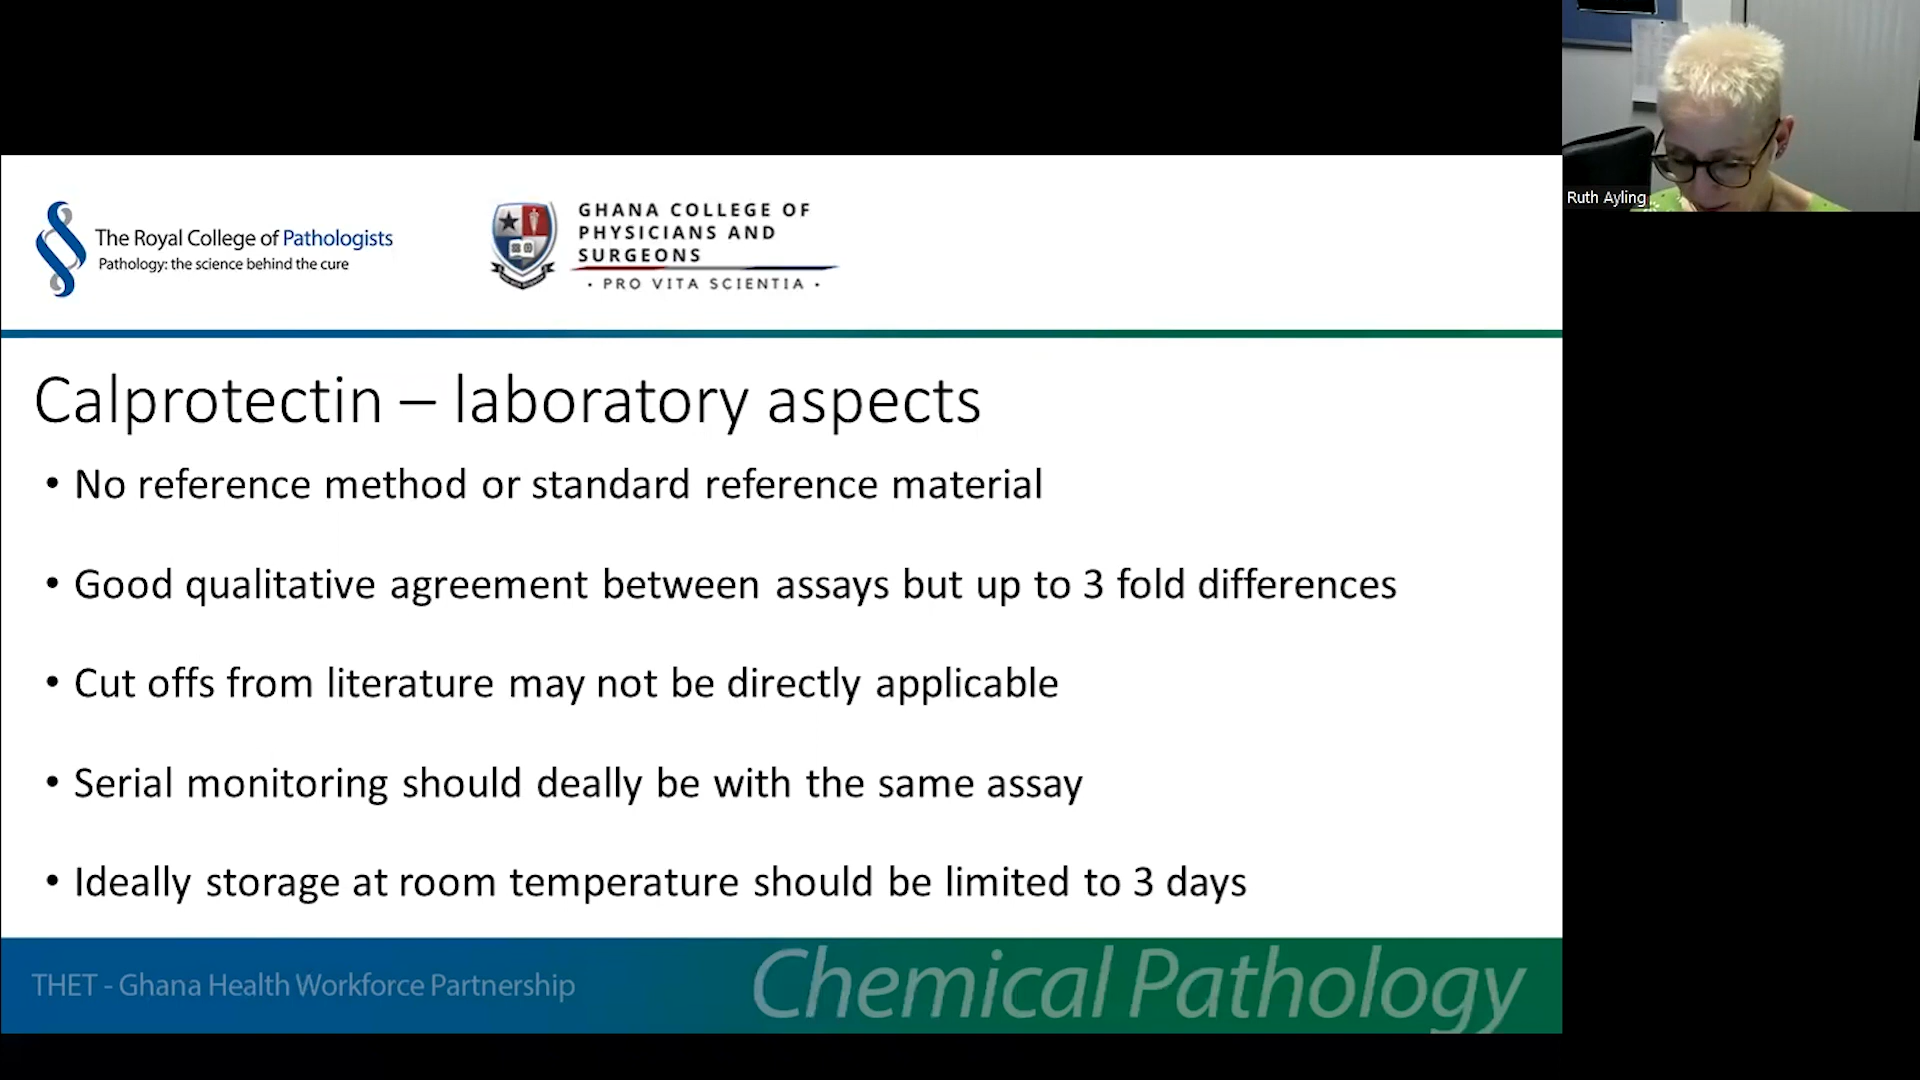 Ruth Ayling
The Royal College of Pathologists
Pathology: the science behind the cure
GHANA COLLEGE OF
PHYSICIANS AND
SURGEONS
· PRO VITA SCIENTIA ·
Calprotectin – laboratory aspects
• No reference method or standard reference material
• Good qualitative agreement between assays but up to 3 fold differences
• Cut offs from literature may not be directly applicable
• Serial monitoring should deally be with the same assay
• Ideally storage at room temperature should be limited to 3 days
THET - Ghana Health Workforce Partnership
Chemical Pathology